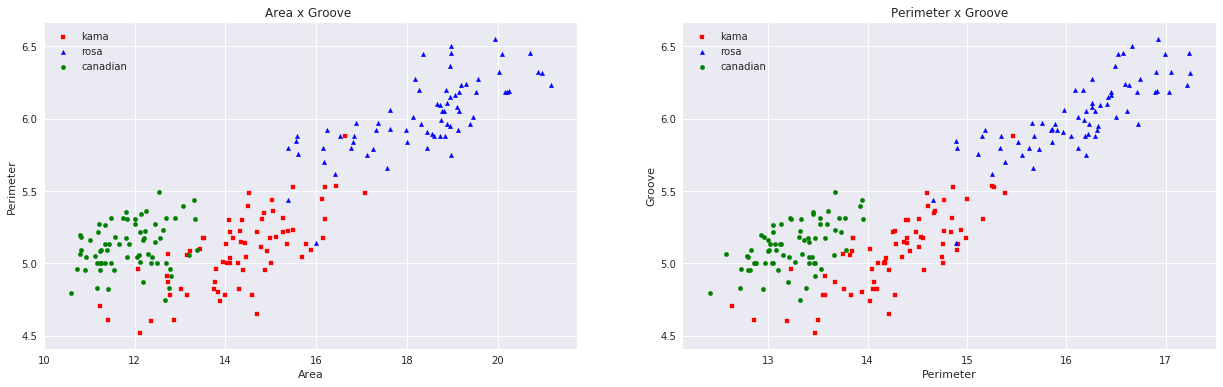 Area x Groove
kama
rosa
canadian
6.5
6.0
5.5
5.0
4.5
Perimeter
10 12 14 16 18 20
Area
Perimeter x Groove
kama
rosa
canadian
6.5
6.0
5.5
5.0
4.5
Groove
13 14 15 16 17
Perimeter